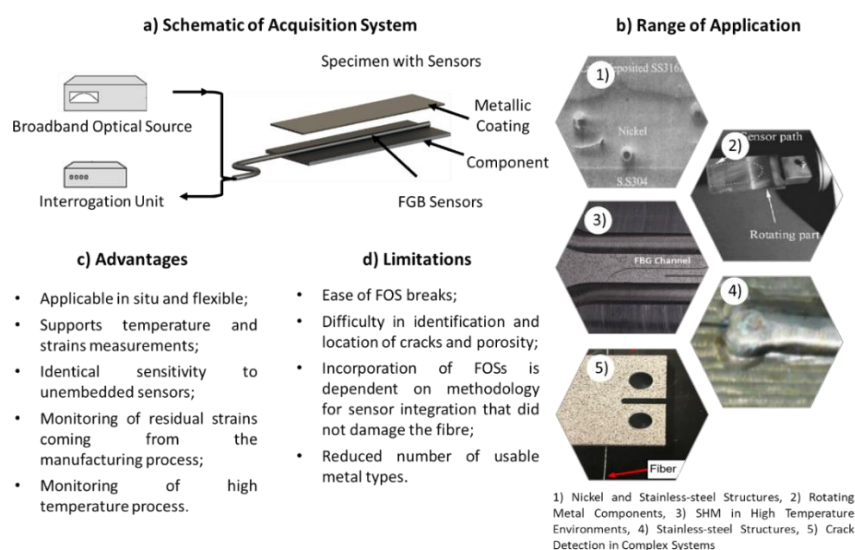 a) Schematic of Acquisition System
Specimen with Sensors
Broadband Optical Source
Metallic
Coating
Component
Interrogation Unit
FGB Sensors
c) Advantages
• Applicable in situ and flexible;
• Supports temperature and
strains measurements;
• Identical sensitivity to
unembedded sensors;
• Monitoring of residual strains
coming from the
manufacturing process;
• Monitoring of high
temperature process.
d) Limitations
• Ease of FOS breaks;
• Difficulty in identification and
location of cracks and porosity;
• Incorporation of FOSs is
dependent on methodology
for sensor integration that did
not damage the fibre;
• Reduced number of usable
metal types.
b) Range of Application
1)
Nickel
SS304
2)
Sensor path
Rotating part
3)
FBG Channel
4)
5)
Fiber
1) Nickel and Stainless-steel Structures, 2) Rotating
Metal Components, 3) SHM in High Temperature
Environments, 4) Stainless-steel Structures, 5) Crack
Detection in Complex Systems